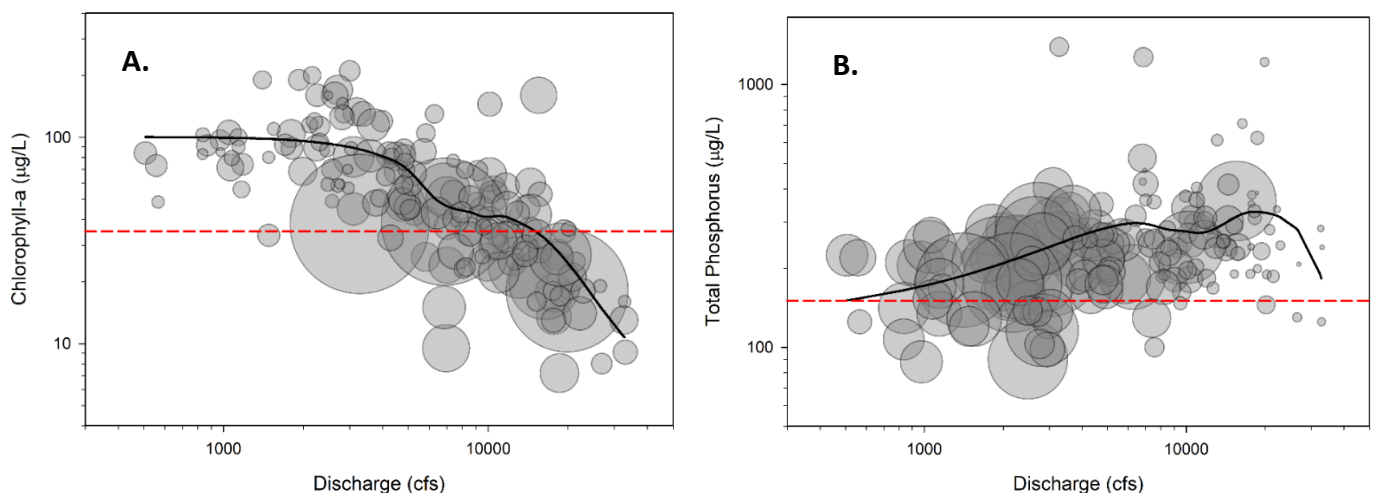 A.
Chlorophyll-a (µg/L)
100
10
1000
10000
Discharge (cfs)
B.
Total Phosphorus (µg/L)
1000
100
1000
10000
Discharge (cfs)